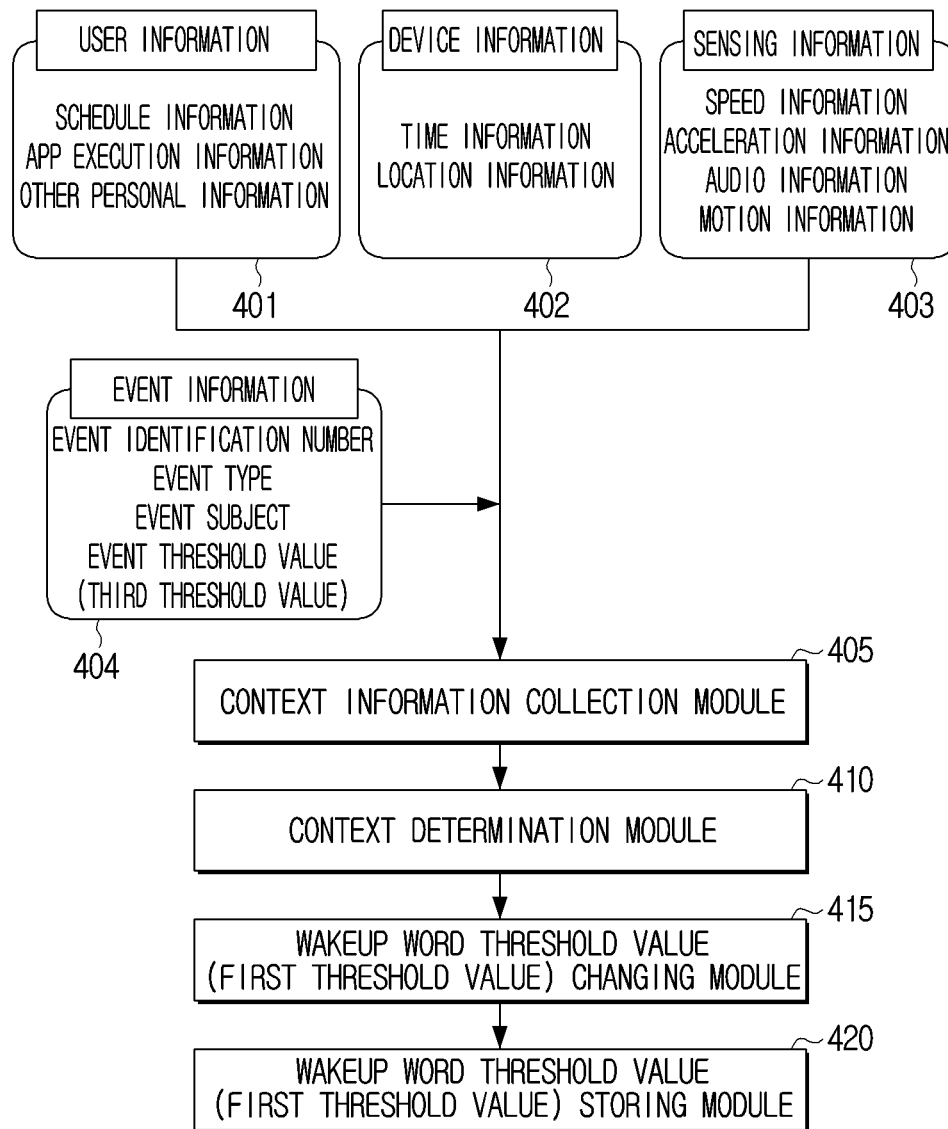 USER INFORMATION
SCHEDULE INFORMATION
APP EXECUTION INFORMATION
OTHER PERSONAL INFORMATION
401
DEVICE INFORMATION
TIME INFORMATION
LOCATION INFORMATION
402
SENSING INFORMATION
SPEED INFORMATION
ACCELERATION INFORMATION
AUDIO INFORMATION
MOTION INFORMATION
403
EVENT INFORMATION
EVENT IDENTIFICATION NUMBER
EVENT TYPE
EVENT SUBJECT
EVENT THRESHOLD VALUE
(THIRD THRESHOLD VALUE)
404
405
CONTEXT INFORMATION COLLECTION MODULE
410
CONTEXT DETERMINATION MODULE
415
WAKEUP WORD THRESHOLD VALUE
(FIRST THRESHOLD VALUE) CHANGING MODULE
420
WAKEUP WORD THRESHOLD VALUE
(FIRST THRESHOLD VALUE) STORING MODULE